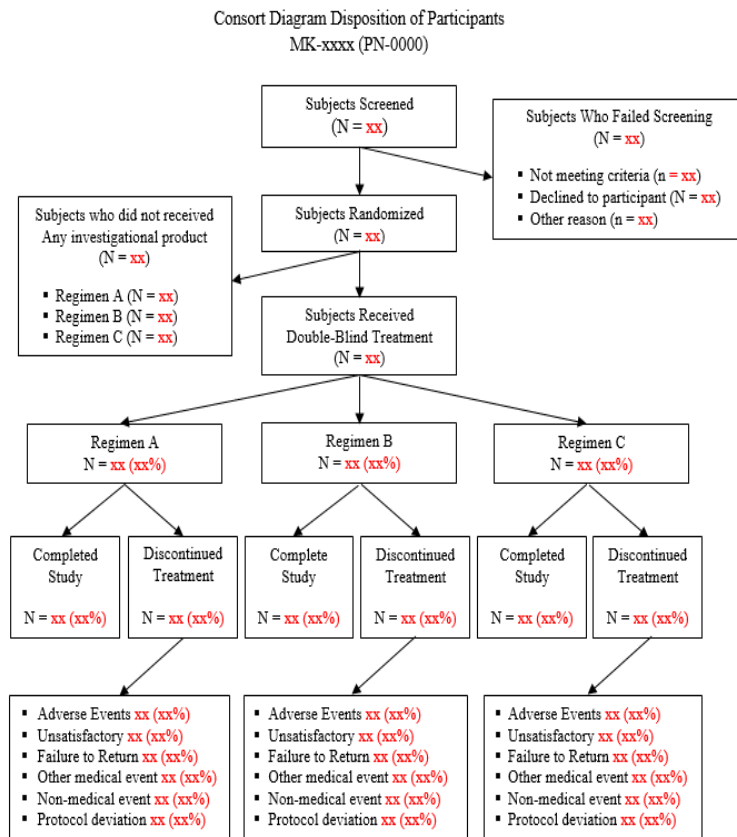 Consort Diagram Disposition of Participants
MK-xxxx (PN-0000)
Subjects Screened
(N = xx)
Subjects Who Failed Screening
(N = xx)
▪ Not meeting criteria (n = xx)
▪ Declined to participant (N = xx)
▪ Other reason (n = xx)
Subjects Randomized
(N = xx)
Subjects who did not received
Any investigational product
(N = xx)
▪ Regimen A (N = xx)
▪ Regimen B (N = xx)
▪ Regimen C (N = xx)
Subjects Received
Double-Blind Treatment
(N = xx)
Regimen A
N = xx (xx%)
Regimen B
N = xx (xx%)
Regimen C
N = xx (xx%)
Completed
Study
N = xx (xx%)
Discontinued
Treatment
N = xx (xx%)
Complete
Study
N = xx (xx%)
Discontinued
Treatment
N = xx (xx%)
Completed
Study
N = xx (xx%)
Discontinued
Treatment
N = xx (xx%)
▪ Adverse Events xx (xx%)
▪ Unsatisfactory xx (xx%)
▪ Failure to Return xx (xx%)
▪ Other medical event xx (xx%)
▪ Non-medical event xx (xx%)
▪ Protocol deviation xx (xx%)
▪ Adverse Events xx (xx%)
▪ Unsatisfactory xx (xx%)
▪ Failure to Return xx (xx%)
▪ Other medical event xx (xx%)
▪ Non-medical event xx (xx%)
▪ Protocol deviation xx (xx%)
▪ Adverse Events xx (xx%)
▪ Unsatisfactory xx (xx%)
▪ Failure to Return xx (xx%)
▪ Other medical event xx (xx%)
▪ Non-medical event xx (xx%)
▪ Protocol deviation xx (xx%)